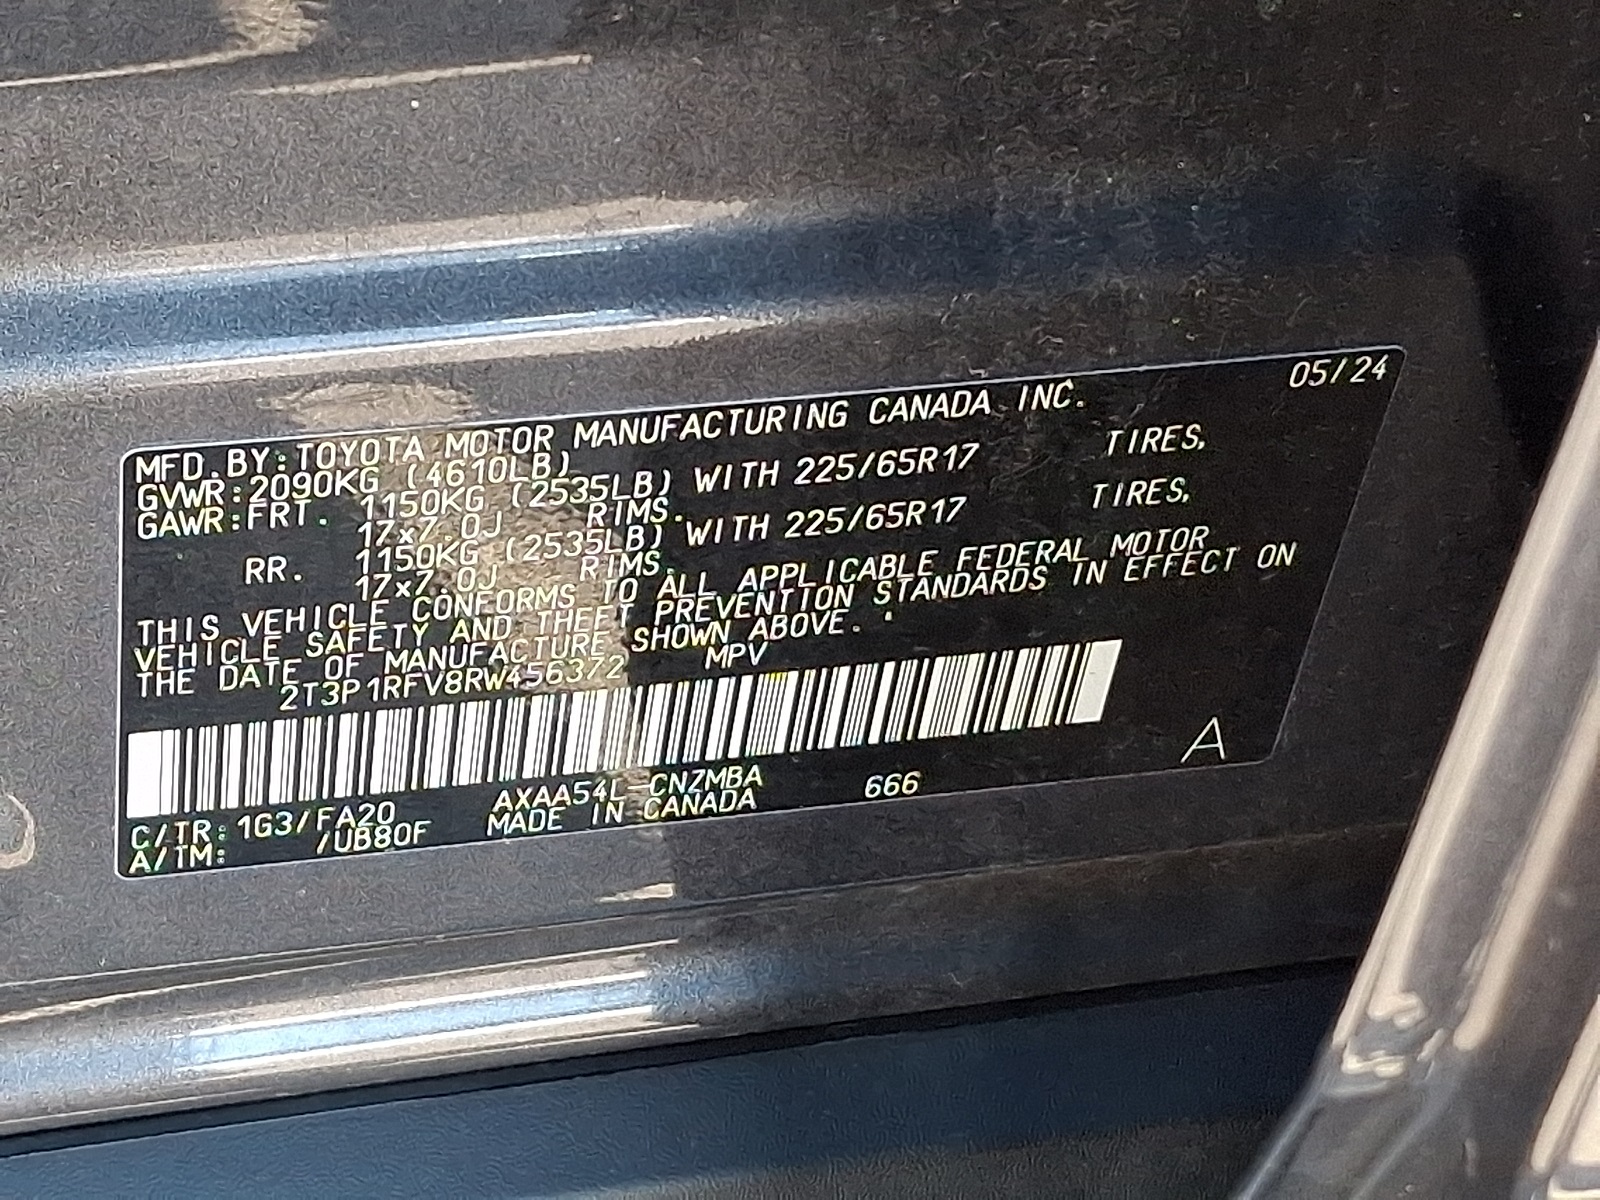 05/24
MFD.BY:TOYOTA MOTOR MANUFACTURING CANADA INC.
GVWR:2090KG (4610LB)
GAWR:FRT. 1150KG (2535LB) WITH 225/65R17 TIRES,
17x7.0J RIMS.
RR. 1150KG (2535LB) WITH 225/65R17 TIRES,
17x7.0J RIMS.
THIS VEHICLE CONFORMS TO ALL APPLICABLE FEDERAL MOTOR
VEHICLE SAFETY AND THEFT PREVENTION STANDARDS IN EFFECT ON
THE DATE OF MANUFACTURE SHOWN ABOVE.
2T3P1RFV8RW456372 MPV
A
C/TR:1G3/FA20 AXAA54L-CNZMBA 666
A/TM: /UB80F MADE IN CANADA